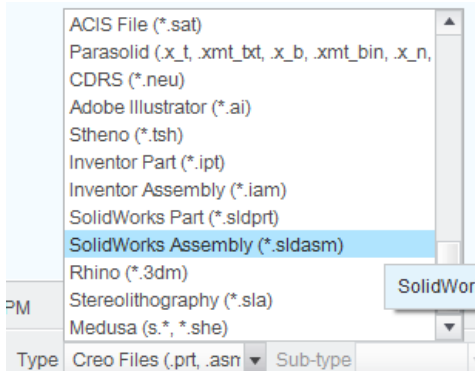 ACIS File (*.sat)
Parasolid (.x_t, .xmt_txt, .x_b, .xmt_bin, .x_n,
CDRS (*.neu)
Adobe Illustrator (*.ai)
Stheno (*.tsh)
Inventor Part (*.ipt)
Inventor Assembly (*.iam)
SolidWorks Part (*.sldprt)
SolidWorks Assembly (*.sldasm)
Rhino (*.3dm)
SolidWor
Stereolithography (*.sla)
PM
Medusa (s.*, *.she)
Type Creo Files (.prt, .asn Sub-type